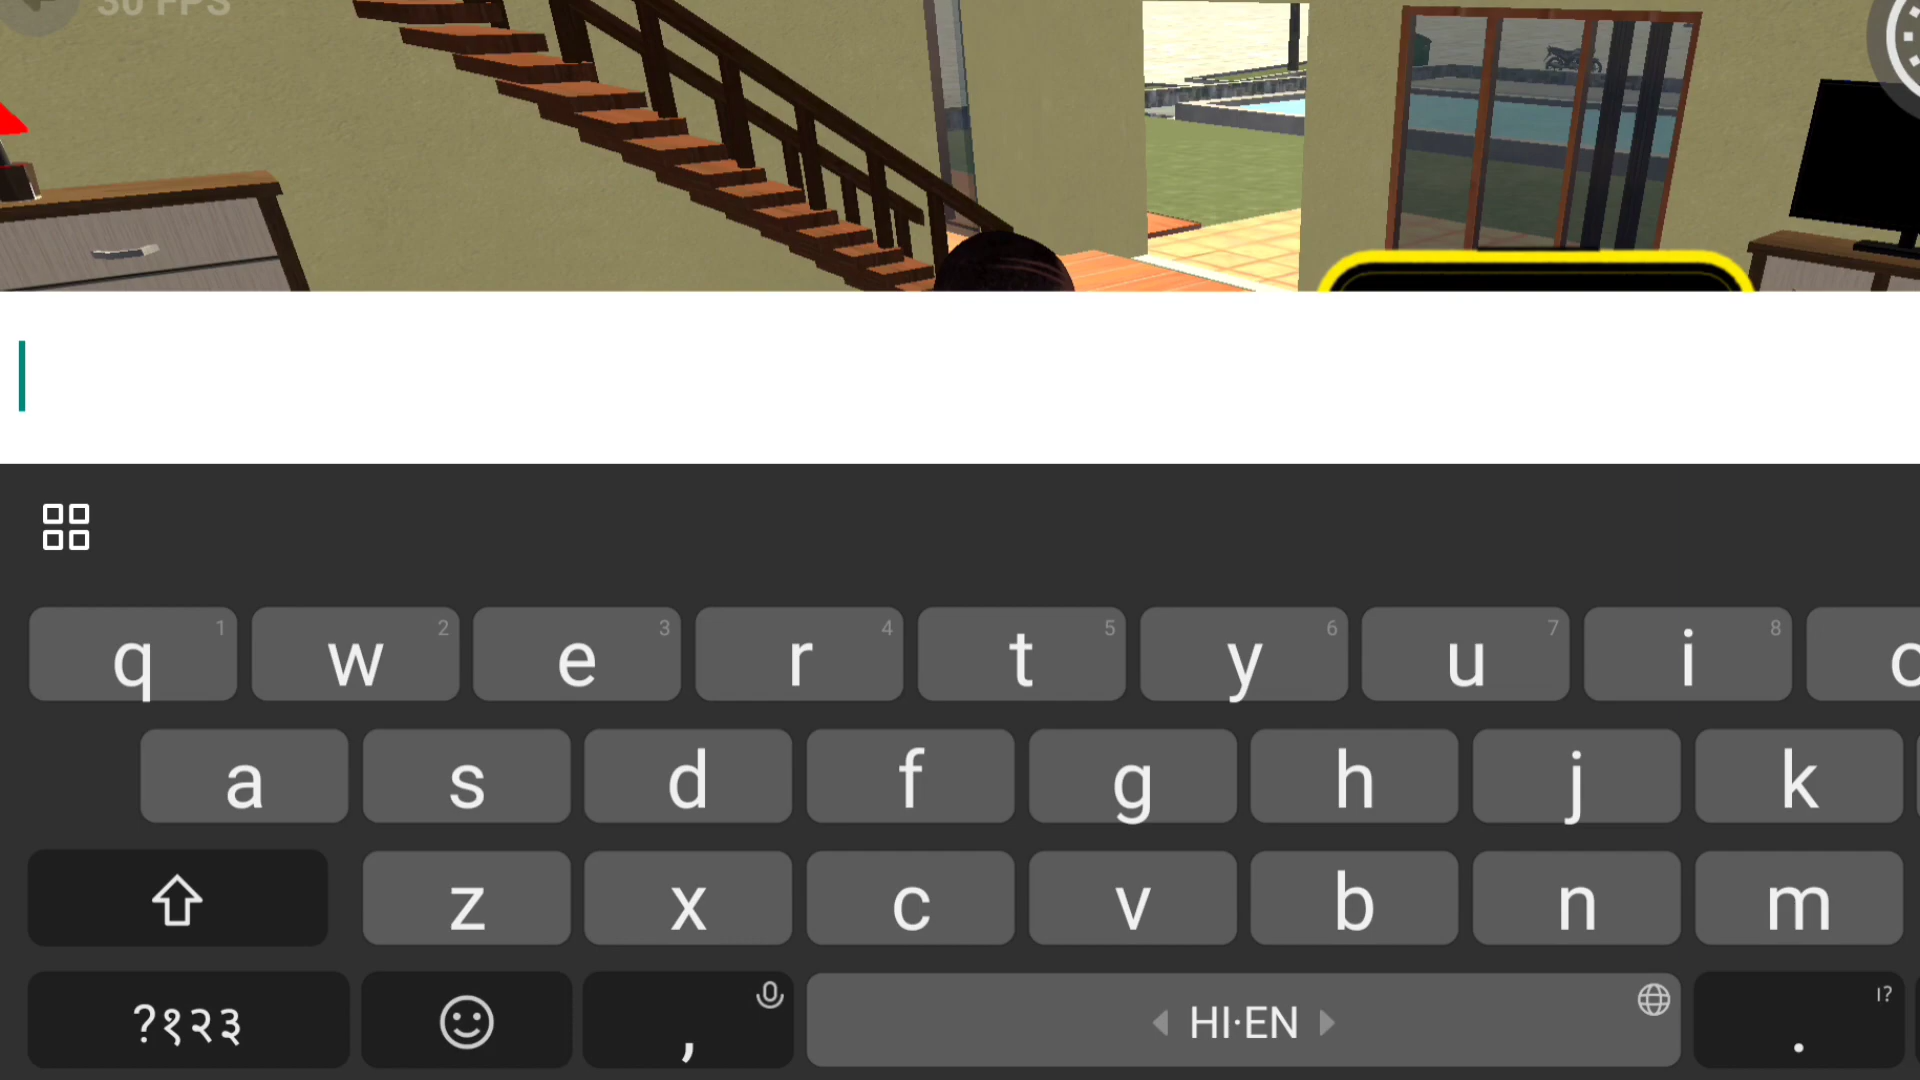 30 FPS
q 1 w 2 e 3 r 4 t 5 y 6 u 7 i 8 o
a s d f g h j k
z x c v b n m
?१२३ , HI·EN . !?